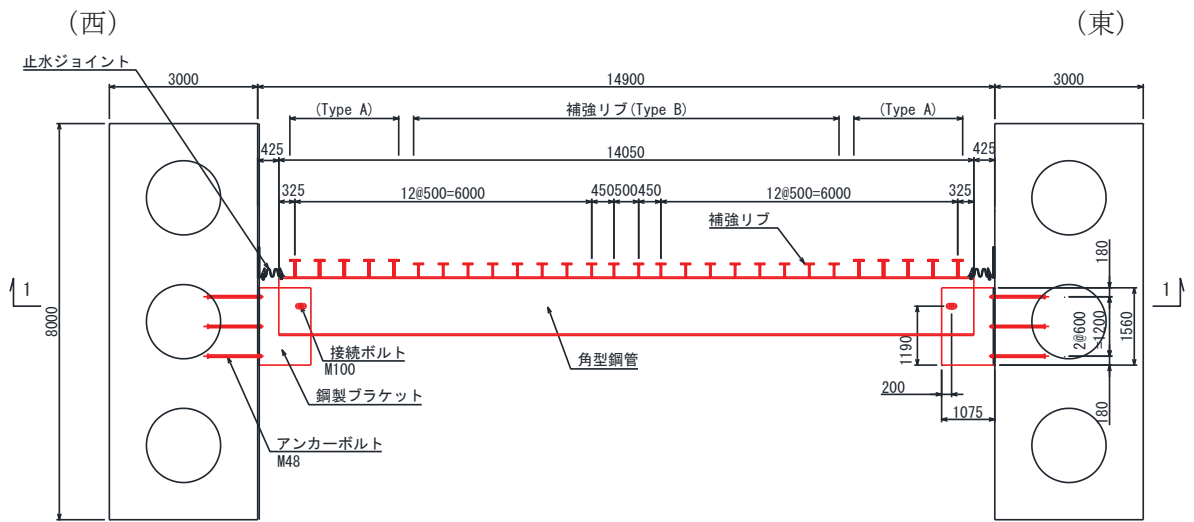 (西)
(東)
止水ジョイント
3000
14900
3000
(Type A)
補強リブ(Type B)
(Type A)
425
14050
425
325
12@500=6000
450
500
450
12@500=6000
325
補強リブ
180
1
1
8000
2@600
=1200
1560
1190
接続ボルト
M100
角型鋼管
鋼製ブラケット
200
1075
180
アンカーボルト
M48